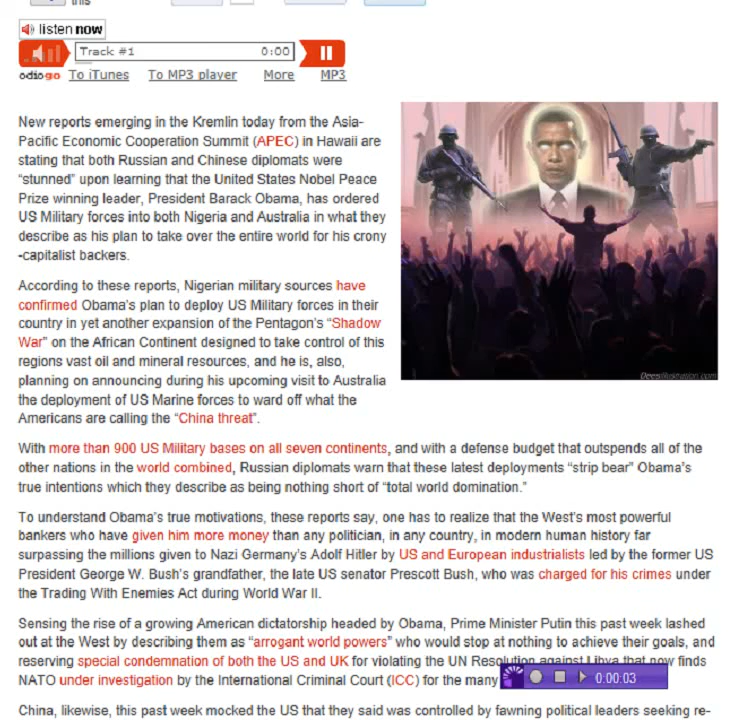 this
listen now
Track #1 0:00
odiogo To iTunes To MP3 player More MP3
New reports emerging in the Kremlin today from the Asia-
Pacific Economic Cooperation Summit (APEC) in Hawaii are
stating that both Russian and Chinese diplomats were
“stunned” upon learning that the United States Nobel Peace
Prize winning leader, President Barack Obama, has ordered
US Military forces into both Nigeria and Australia in what they
describe as his plan to take over the entire world for his crony
-capitalist backers.
According to these reports, Nigerian military sources have
confirmed Obama’s plan to deploy US Military forces in their
country in yet another expansion of the Pentagon’s “Shadow
War” on the African Continent designed to take control of this
regions vast oil and mineral resources, and he is, also,
planning on announcing during his upcoming visit to Australia
the deployment of US Marine forces to ward off what the
Americans are calling the “China threat”.
DeesIllustration.com
With more than 900 US Military bases on all seven continents, and with a defense budget that outspends all of the
other nations in the world combined, Russian diplomats warn that these latest deployments “strip bear” Obama’s
true intentions which they describe as being nothing short of “total world domination.”
To understand Obama’s true motivations, these reports say, one has to realize that the West’s most powerful
bankers who have given him more money than any politician, in any country, in modern human history far
surpassing the millions given to Nazi Germany’s Adolf Hitler by US and European industrialists led by the former US
President George W. Bush’s grandfather, the late US senator Prescott Bush, who was charged for his crimes under
the Trading With Enemies Act during World War II.
Sensing the rise of a growing American dictatorship headed by Obama, Prime Minister Putin this past week lashed
out at the West by describing them as “arrogant world powers” who would stop at nothing to achieve their goals, and
reserving special condemnation of both the US and UK for violating the UN Resolution against Libya that now finds
NATO under investigation by the International Criminal Court (ICC) for the many
0:00:03
China, likewise, this past week mocked the US that they said was controlled by fawning political leaders seeking re-